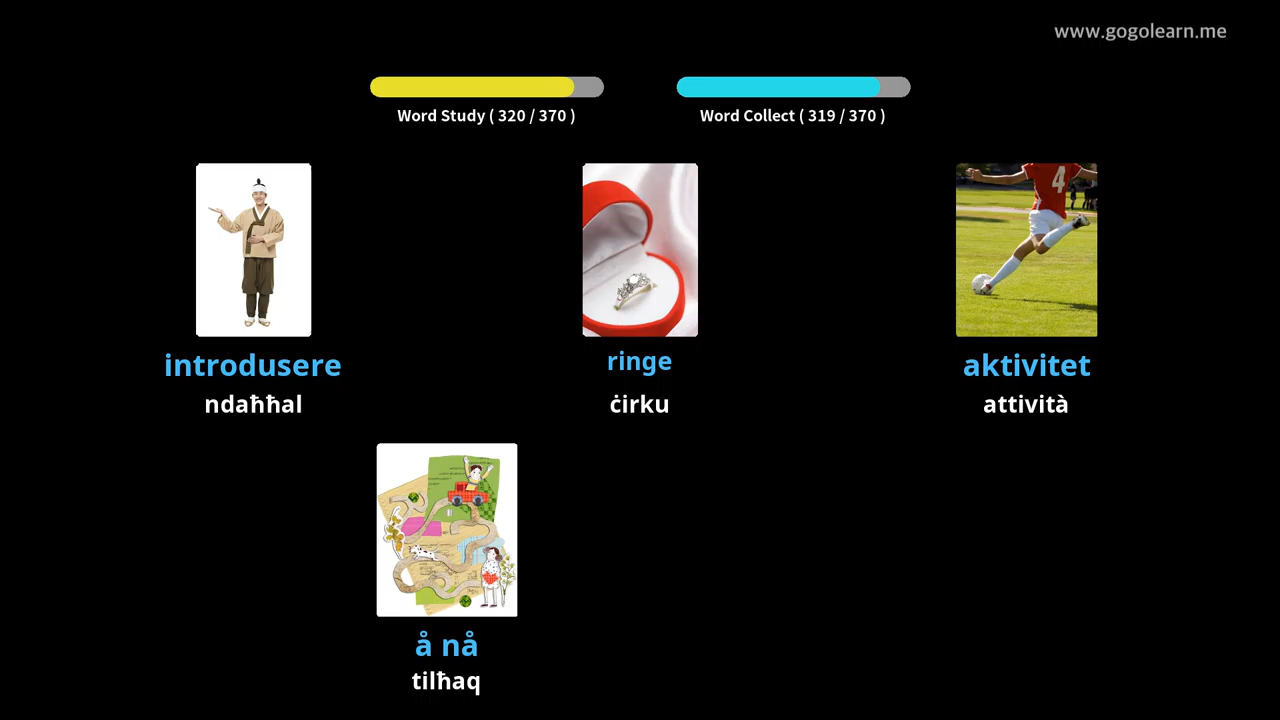 www.gogolearn.me
Word Study ( 320 / 370 )
Word Collect ( 319 / 370 )
introdusere
ndaħħal
ringe
ċirku
aktivitet
attività
å nå
tilħaq
4